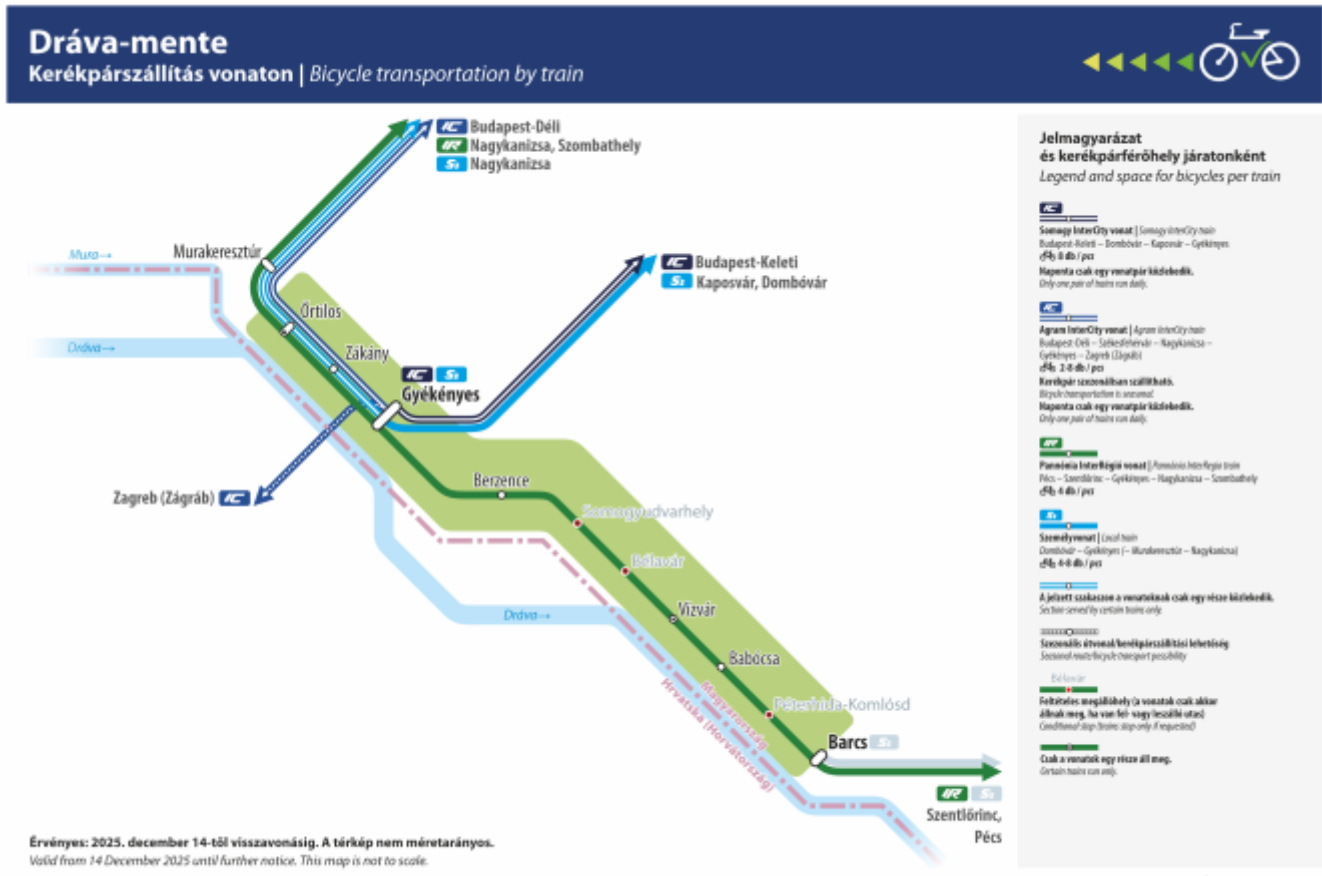 Dráva-mente
Kerékpárszállítás vonaton | Bicycle transportation by train
IC Budapest-Déli
IR Nagykanizsa, Szombathely
Nagykanizsa
Mura→
Murakeresztúr
IC Budapest-Keleti
Kaposvár, Dombóvár
Őrtilos
Dráva→
Zákány
IC
Gyékényes
Zagreb (Zágráb) IC
Berzence
Somogyudvarhely
Bélavár
Dráva→
Vízvár
Babócsa
Péterhida-Komlósd
Magyarország
Hrvatska (Horvátország)
Barcs
IR
Szentlőrinc,
Pécs
Érvényes: 2025. december 14-től visszavonásig. A térkép nem méretarányos.
Valid from 14 December 2025 until further notice. This map is not to scale.
Jelmagyarázat
és kerékpárférőhely járatonként
Legend and space for bicycles per train
IC
Somogy InterCity vonat | Somogy InterCity train
Budapest-Keleti – Dombóvár – Kaposvár – Gyékényes
8 db / pcs
Naponta csak egy vonatpár közlekedik.
Only one pair of trains run daily.
IC
Agram InterCity vonat | Agram InterCity train
Budapest-Déli – Székesfehérvár – Nagykanizsa –
Gyékényes – Zagreb (Zágráb)
2-8 db / pcs
Kerékpár szezonálisan szállítható.
Bicycle transportation is seasonal.
Naponta csak egy vonatpár közlekedik.
Only one pair of trains run daily.
IR
Pannónia InterRégió vonat | Pannónia InterRegio train
Pécs – Szentlőrinc – Gyékényes – Nagykanizsa – Szombathely
4 db / pcs
Személyvonat | Local train
Dombóvár – Gyékényes (– Murakeresztúr – Nagykanizsa)
4-8 db / pcs
A jelzett szakaszon a vonatoknak csak egy része közlekedik.
Section served by certain trains only.
Szezonális útvonal/kerékpárszállítási lehetőség
Seasonal route/bicycle transport possibility
Bélavár
Feltételes megállóhely (a vonatok csak akkor
állnak meg, ha van fel- vagy leszálló utas)
Conditional stop (trains stop only if requested)
Csak a vonatok egy része áll meg.
Certain trains run only.